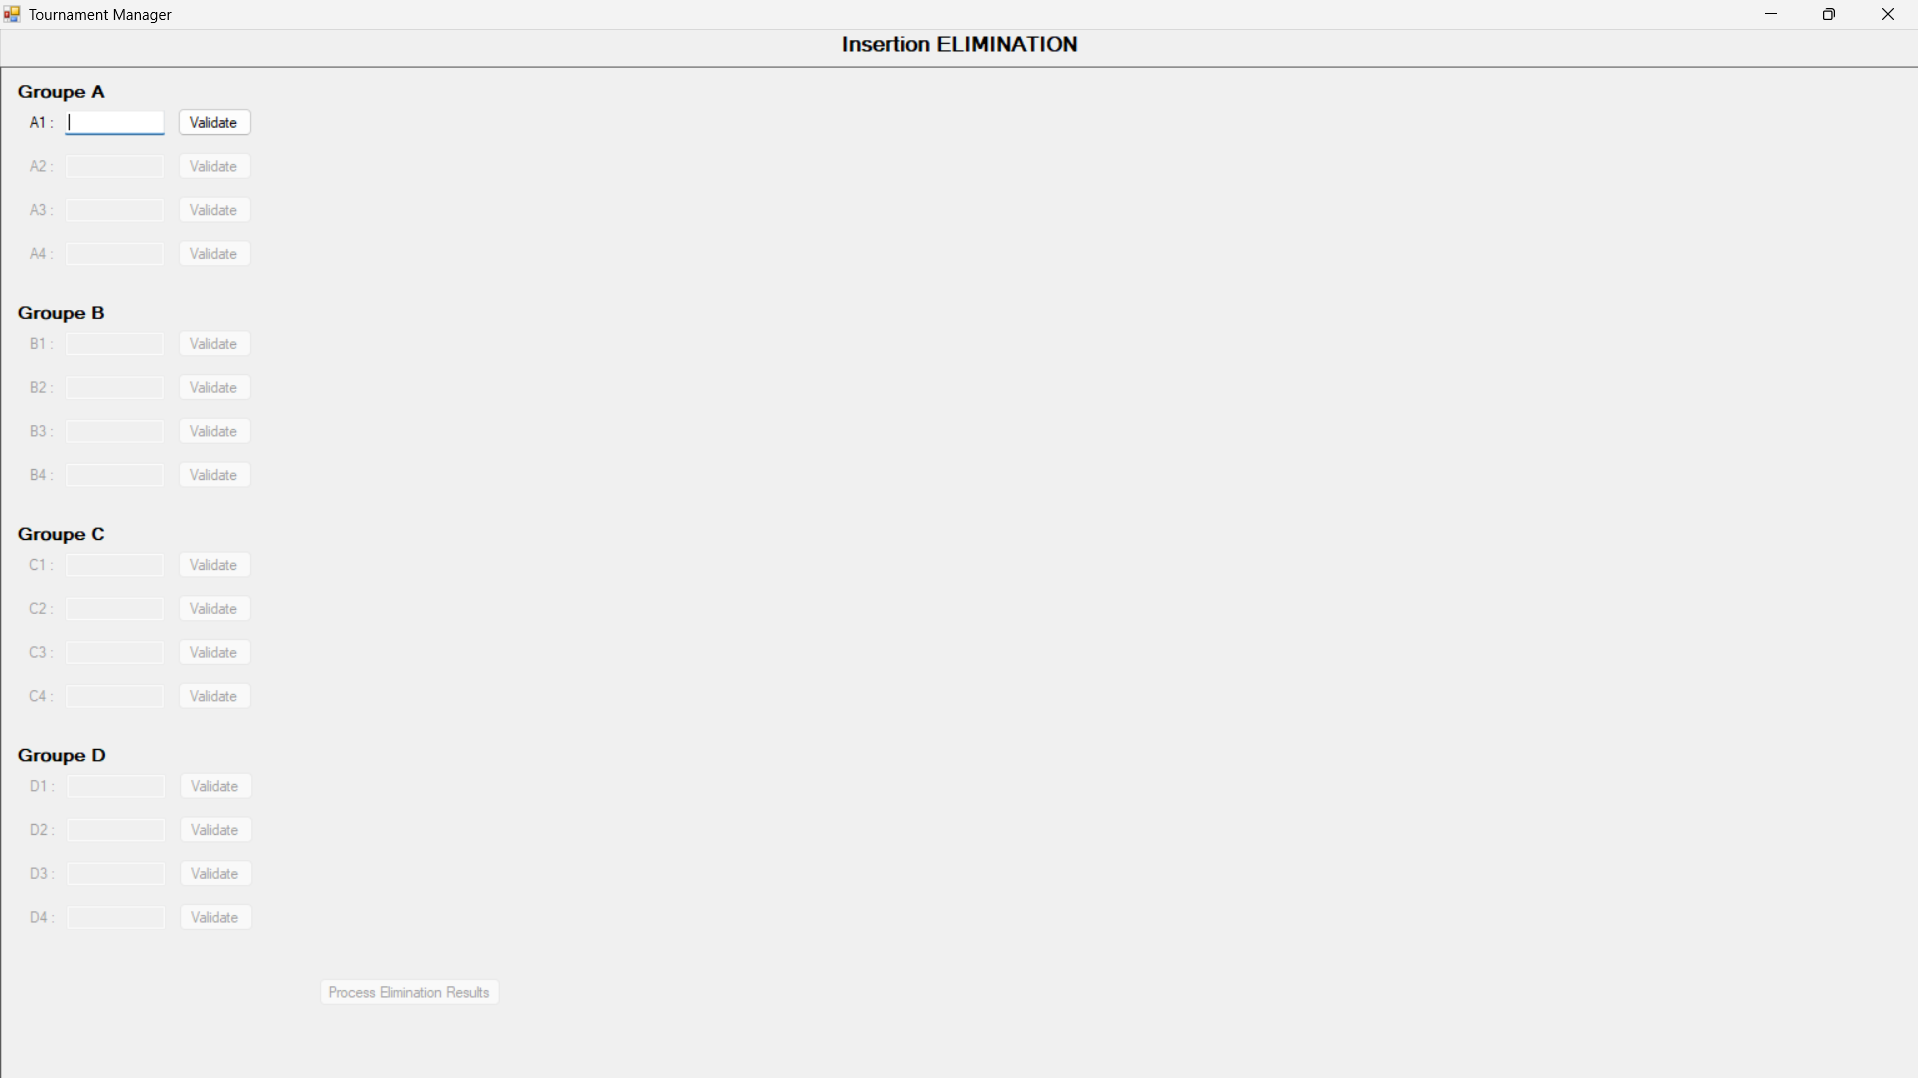 Tournament Manager
Insertion ELIMINATION
Groupe A
A1 : Validate
A2 : Validate
A3 : Validate
A4 : Validate
Groupe B
B1 : Validate
B2 : Validate
B3 : Validate
B4 : Validate
Groupe C
C1 : Validate
C2 : Validate
C3 : Validate
C4 : Validate
Groupe D
D1 : Validate
D2 : Validate
D3 : Validate
D4 : Validate
Process Elimination Results